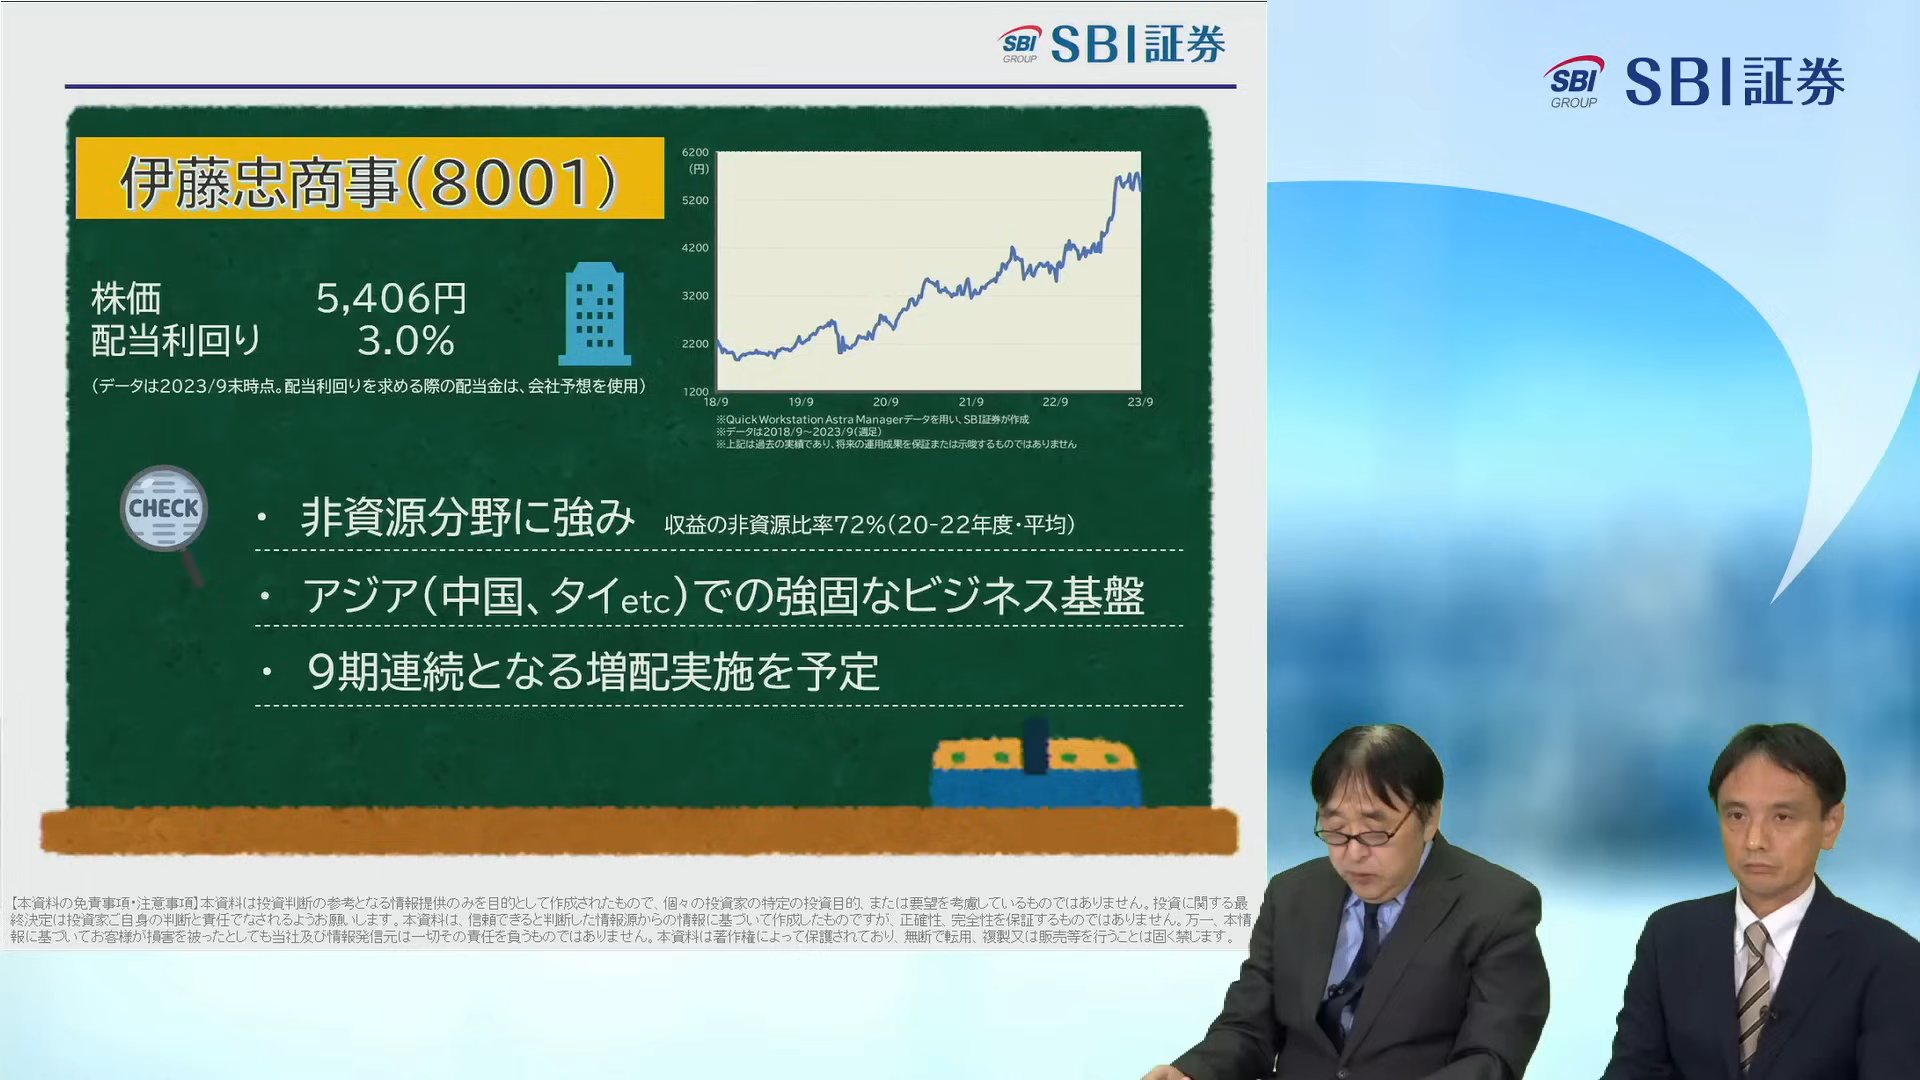 SBI GROUP SBI証券
SBI GROUP SBI証券
伊藤忠商事(8001)
株価 5,406円
配当利回り 3.0%
(データは2023/9末時点。配当利回りを求める際の配当金は、会社予想を使用)
6200
(円)
5200
4200
3200
2200
1200
18/9 19/9 20/9 21/9 22/9 23/9
※Quick Workstation Astra Managerデータを用い、SBI証券が作成
※データは2018/9~2023/9(週足)
※上記は過去の実績であり、将来の運用成果を保証または示唆するものではありません
CHECK
・ 非資源分野に強み 収益の非資源比率72%(20-22年度・平均)
・ アジア(中国、タイetc)での強固なビジネス基盤
・ 9期連続となる増配実施を予定
【本資料の免責事項・注意事項】本資料は投資判断の参考となる情報提供のみを目的として作成されたもので、個々の投資家の特定の投資目的、または要望を考慮しているものではありません。投資に関する最
終決定は投資家ご自身の判断と責任でなされるようお願いします。本資料は、信頼できると判断した情報源からの情報に基づいて作成したものですが、正確性、完全性を保証するものではありません。万一、本情
報に基づいてお客様が損害を被ったとしても当社及び情報発信元は一切その責任を負うものではありません。本資料は著作権によって保護されており、無断で転用、複製又は販売等を行うことは固く禁じます。